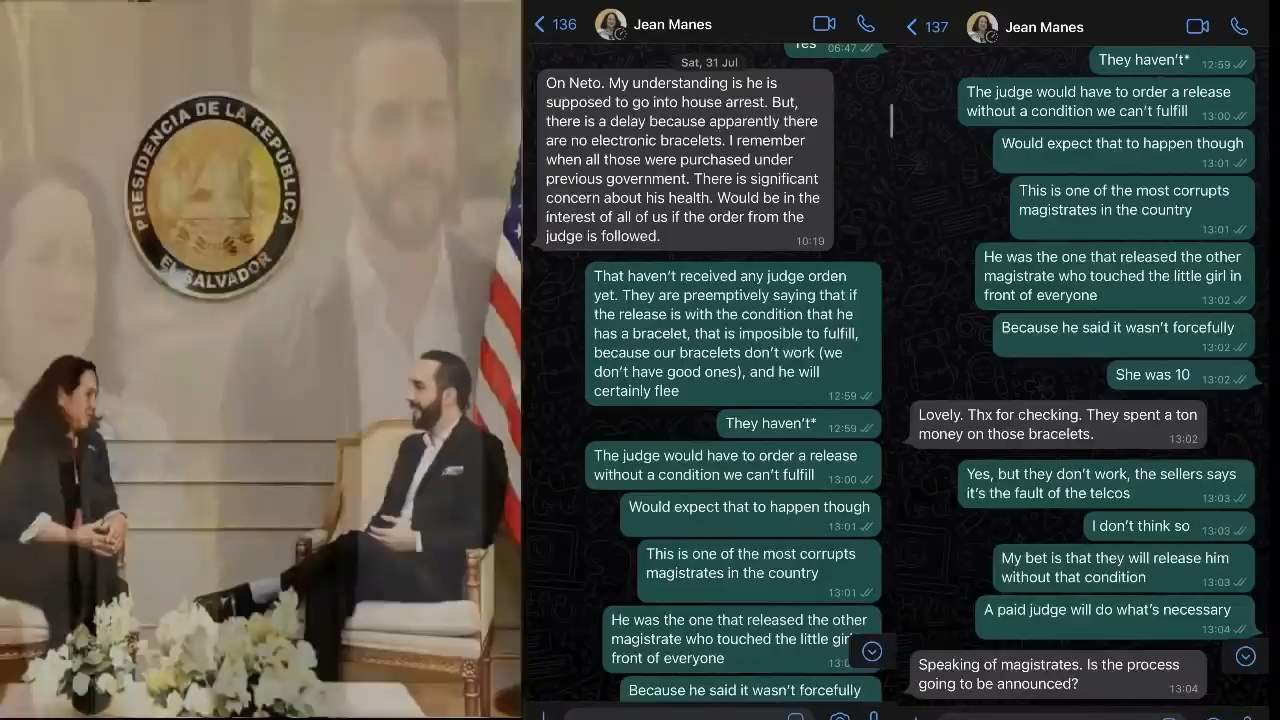 PRESIDENCIA DE LA REPÚBLICA
EL SALVADOR
136
Jean Manes
Yes 06:47
Sat, 31 Jul
On Neto. My understanding is he is
supposed to go into house arrest. But,
there is a delay because apparently there
are no electronic bracelets. I remember
when all those were purchased under
previous government. There is significant
concern about his health. Would be in the
interest of all of us if the order from the
judge is followed.
10:19
That haven't received any judge orden
yet. They are preemptively saying that if
the release is with the condition that he
has a bracelet, that is imposible to fulfill,
because our bracelets don't work (we
don't have good ones), and he will
certainly flee
12:59
They haven't* 12:59
The judge would have to order a release
without a condition we can't fulfill 13:00
Would expect that to happen though
13:01
This is one of the most corrupts
magistrates in the country
13:01
He was the one that released the other
magistrate who touched the little girl
front of everyone
Because he said it wasn't forcefully
137
Jean Manes
They haven't* 12:59
The judge would have to order a release
without a condition we can't fulfill 13:00
Would expect that to happen though
13:01
This is one of the most corrupts
magistrates in the country
13:01
He was the one that released the other
magistrate who touched the little girl in
front of everyone 13:02
Because he said it wasn't forcefully
13:02
She was 10 13:02
Lovely. Thx for checking. They spent a ton
money on those bracelets. 13:02
Yes, but they don't work, the sellers says
it's the fault of the telcos 13:03
I don't think so 13:03
My bet is that they will release him
without that condition 13:03
A paid judge will do what's necessary
13:04
Speaking of magistrates. Is the process
going to be announced? 13:04